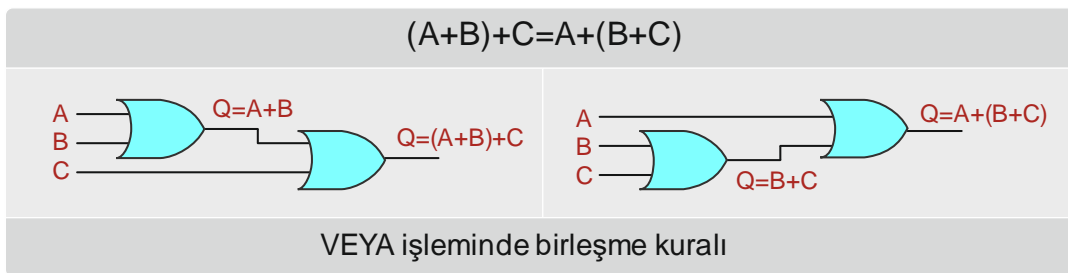 (A+B)+C=A+(B+C)
A
B
C
Q=A+B
Q=(A+B)+C
A
B
C
Q=B+C
Q=A+(B+C)
VEYA işleminde birleşme kuralı